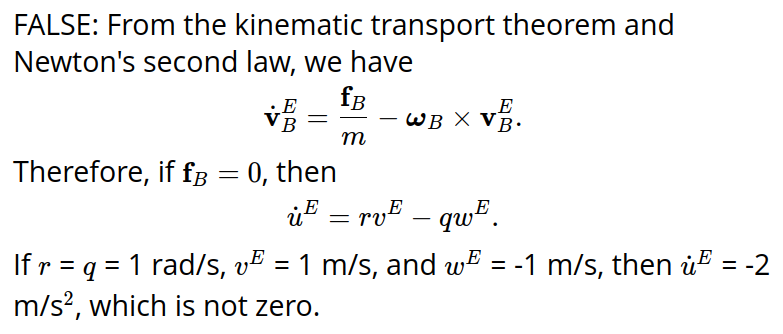 FALSE: From the kinematic transport theorem and
Newton's second law, we have
$\dot{\mathbf{v}}_B^E = \frac{\mathbf{f}_B}{m} - \boldsymbol{\omega}_B \times \mathbf{v}_B^E.$
Therefore, if $\mathbf{f}_B = 0$, then
$\dot{u}^E = rv^E - qw^E.$
If $r$ = $q$ = 1 rad/s, $v^E$ = 1 m/s, and $w^E$ = -1 m/s, then $\dot{u}^E$ = -2
m/s², which is not zero.